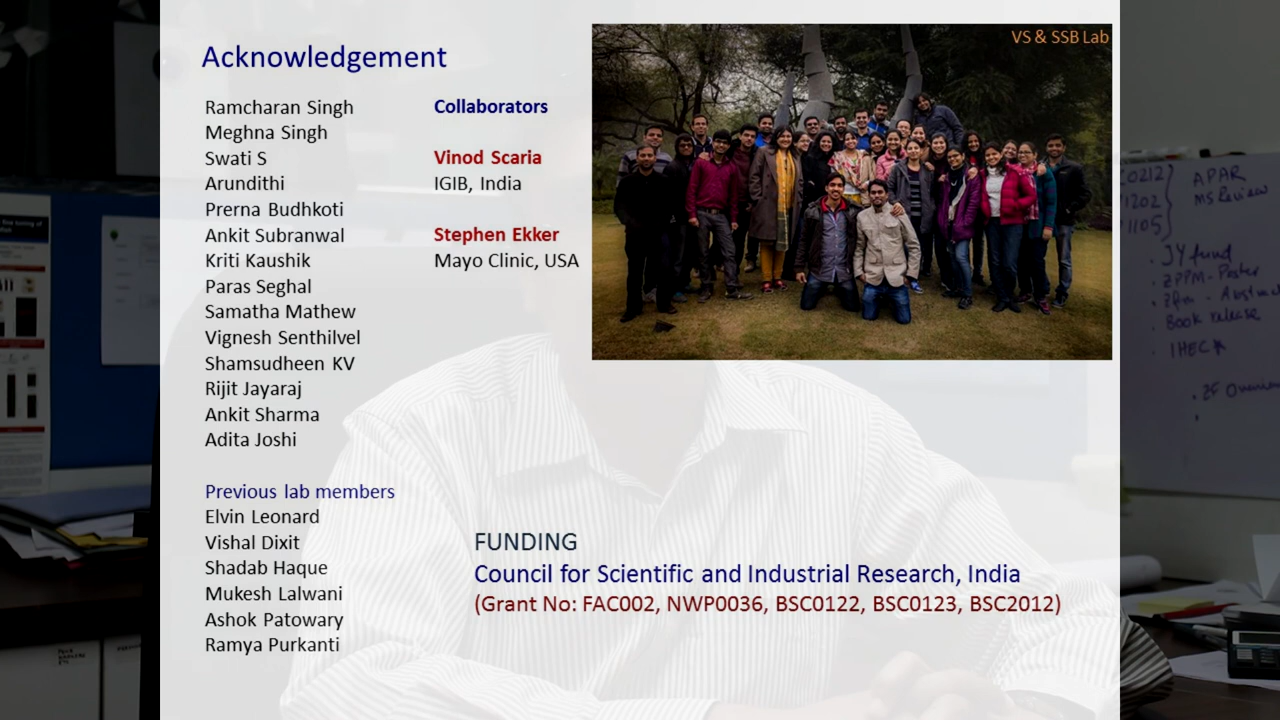 Acknowledgement
Ramcharan Singh
Meghna Singh
Swati S
Arundithi
Prerna Budhkoti
Ankit Subranwal
Kriti Kaushik
Paras Seghal
Samatha Mathew
Vignesh Senthilvel
Shamsudheen KV
Rijit Jayaraj
Ankit Sharma
Adita Joshi
Previous lab members
Elvin Leonard
Vishal Dixit
Shadab Haque
Mukesh Lalwani
Ashok Patowary
Ramya Purkanti
Collaborators
Vinod Scaria
IGIB, India
Stephen Ekker
Mayo Clinic, USA
VS & SSB Lab
FUNDING
Council for Scientific and Industrial Research, India
(Grant No: FAC002, NWP0036, BSC0122, BSC0123, BSC2012)
APAR
MS Review
JY fund
ZPPM - Poster
Book release
IHEC